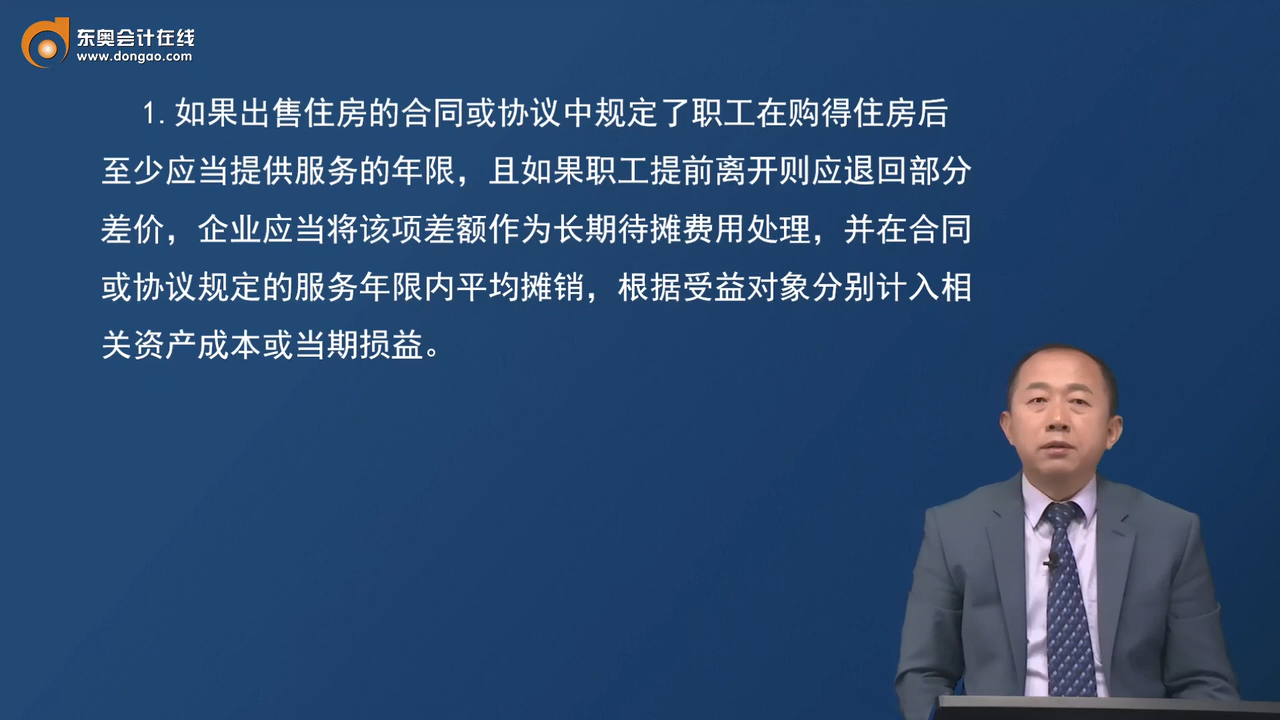 东奥会计在线
www.dongao.com
1.如果出售住房的合同或协议中规定了职工在购得住房后
至少应当提供服务的年限，且如果职工提前离开则应退回部分
差价，企业应当将该项差额作为长期待摊费用处理，并在合同
或协议规定的服务年限内平均摊销，根据受益对象分别计入相
关资产成本或当期损益。